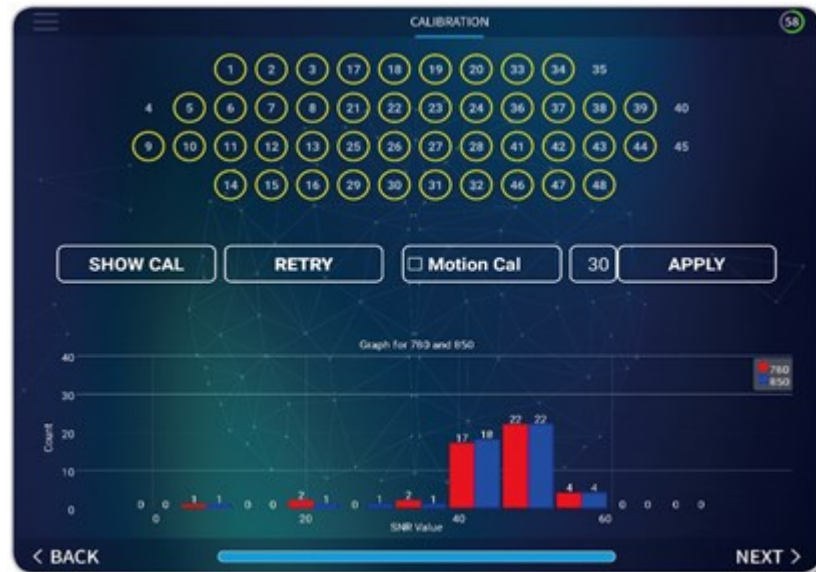 CALIBRATION
58
1 2 3 17 18 19 20 33 34 35
4 5 6 7 8 21 22 23 24 36 37 38 39 40
9 10 11 12 13 25 26 27 28 41 42 43 44 45
14 15 16 29 30 31 32 46 47 48
SHOW CAL RETRY Motion Cal 30 APPLY
Graph for 780 and 850
780
850
40
30
20
10
0
Count
22 22
17 18
0 0 1 1 0 0 2 1 0 1 2 1 4 4 0 0 0 0
0 20 40 60
SNR Value
< BACK NEXT >